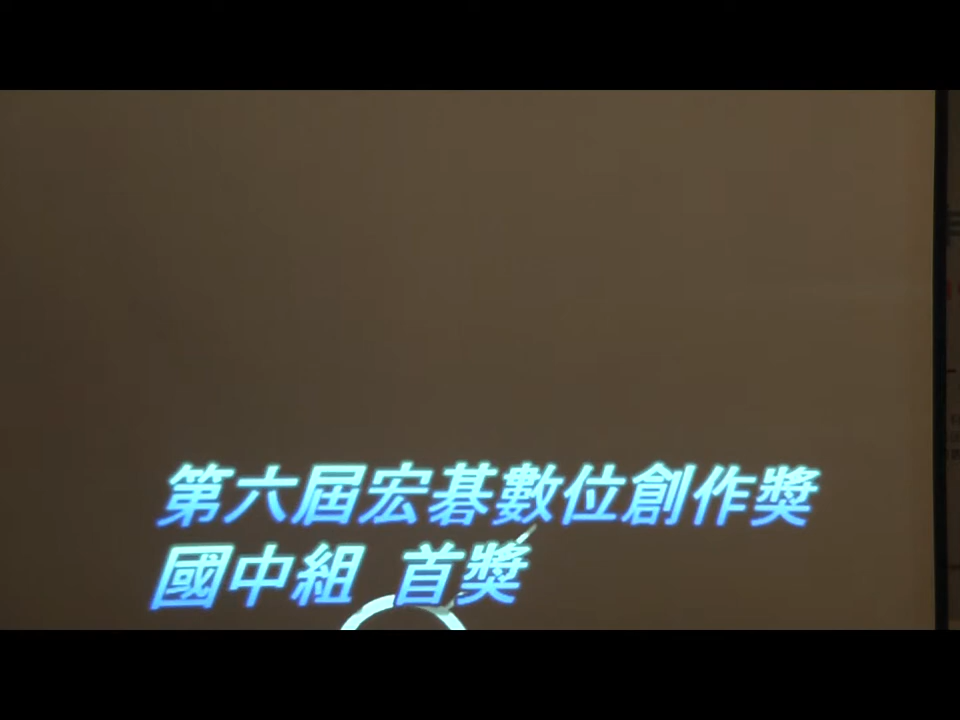 第六屆宏碁數位創作獎
國中組 首獎